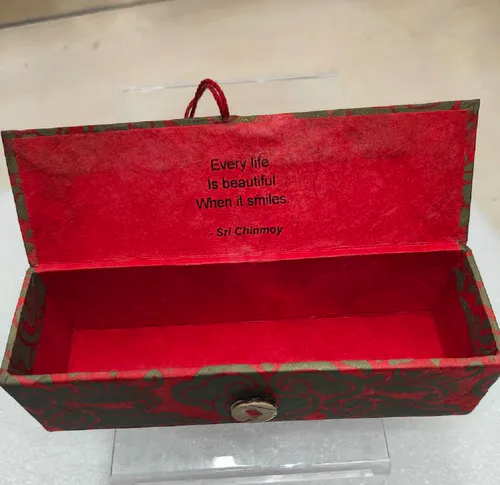 Every life
Is beautiful
When it smiles
- Sri Chinmoy